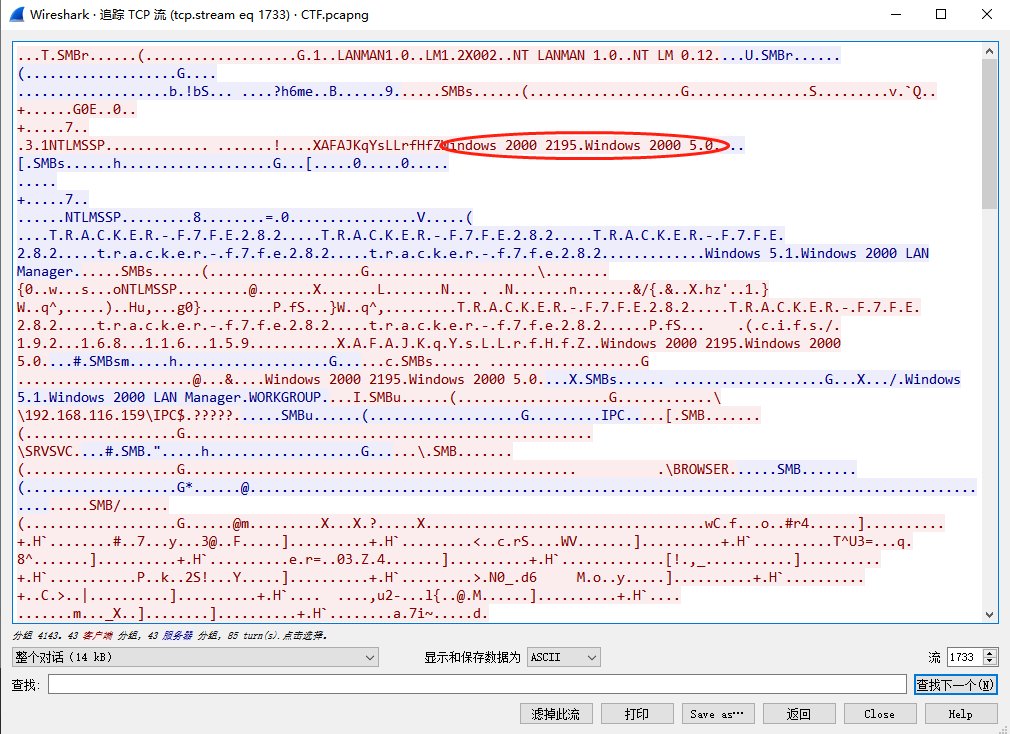 Wireshark · 追踪 TCP 流 (tcp.stream eq 1733) · CTF.pcapng
...T.SMBr......(...................G.1..LANMAN1.0..LM1.2X002..NT LANMAN 1.0..NT LM 0.12....U.SMBr......
(...................G....
...................b.!bS........?h6me..B......9......SMBs......(...................G...............S.........v.`Q..
+......G0E..0..
+.....7..
.3.1NTLMSSP............. .......!....XAFAJKqYsLLrfHfZWindows 2000 2195.Windows 2000 5.0....
[.SMBs......h...................G...[.....0.....0.....
.....
+.....7..
......NTLMSSP.........8........=.0................V.....(
....T.R.A.C.K.E.R.-.F.7.F.E.2.8.2.....T.R.A.C.K.E.R.-.F.7.F.E.2.8.2.....T.R.A.C.K.E.R.-.F.7.F.E.
2.8.2.....t.r.a.c.k.e.r.-.f.7.f.e.2.8.2.....t.r.a.c.k.e.r.-.f.7.f.e.2.8.2.............Windows 5.1.Windows 2000 LAN
Manager......SMBs......(...................G.....................\........
{0..w...s...oNTLMSSP.........@.......X.......L.......N... . .N.......n.......&/{.&..X.hz'..1.}
W..q^,.....)..Hu,...g0}.........P.fS...}W..q^,.........T.R.A.C.K.E.R.-.F.7.F.E.2.8.2.....T.R.A.C.K.E.R.-.F.7.F.E.
2.8.2.....t.r.a.c.k.e.r.-.f.7.f.e.2.8.2.....t.r.a.c.k.e.r.-.f.7.f.e.2.8.2......P.fS... .(.c.i.f.s./.
1.9.2...1.6.8...1.1.6...1.5.9..........X.A.F.A.J.K.q.Y.s.L.L.r.f.H.f.Z..Windows 2000 2195.Windows 2000
5.0....#.SMBsm.....h...................G......c.SMBs...... ...................G
......................@...&....Windows 2000 2195.Windows 2000 5.0....X.SMBs...... ...................G...X.../.Windows
5.1.Windows 2000 LAN Manager.WORKGROUP....I.SMBu......(...................G............\
\192.168.116.159\IPC$.?????......SMBu......(...................G.......IPC.....[.SMB.......
(...................G...................................................
\SRVSVC....#.SMB.".....h...................G......\.SMB.......
(...................G............................................... .\BROWSER......SMB.......
(...................G*......@............................................................................................
..........SMB/......
(...................G......@m.........X...X.?.....X...................................wC.f...o..#r4......]..........
+.H`........#..7...y...3@..F.....]..........+.H`.........<..c.rS....WV.......]..........+.H`..........T^U3=...q.
8^.......]..........+.H`..........e.r=..03.Z.4.......]..........+.H`.............[!.,_...........]..........
+.H`...........P..k..2S!...Y.....]..........+.H`.........>.N0_.d6 M.o..y.....]..........+.H`..........
+..C.>..|..........]..........+.H`.... ....,u2-...l{..@.M......]..........+.H`....
.......m..._X..]........]..........+.H`........a.7i~.....d.
分组 4143. 43 客户端 分组, 43 服务器 分组, 85 turn(s).点击选择.
整个对话 (14 kB) 显示和保存数据为 ASCII 流 1733
查找: 查找下一个(N)
滤掉此流 打印 Save as… 返回 Close Help